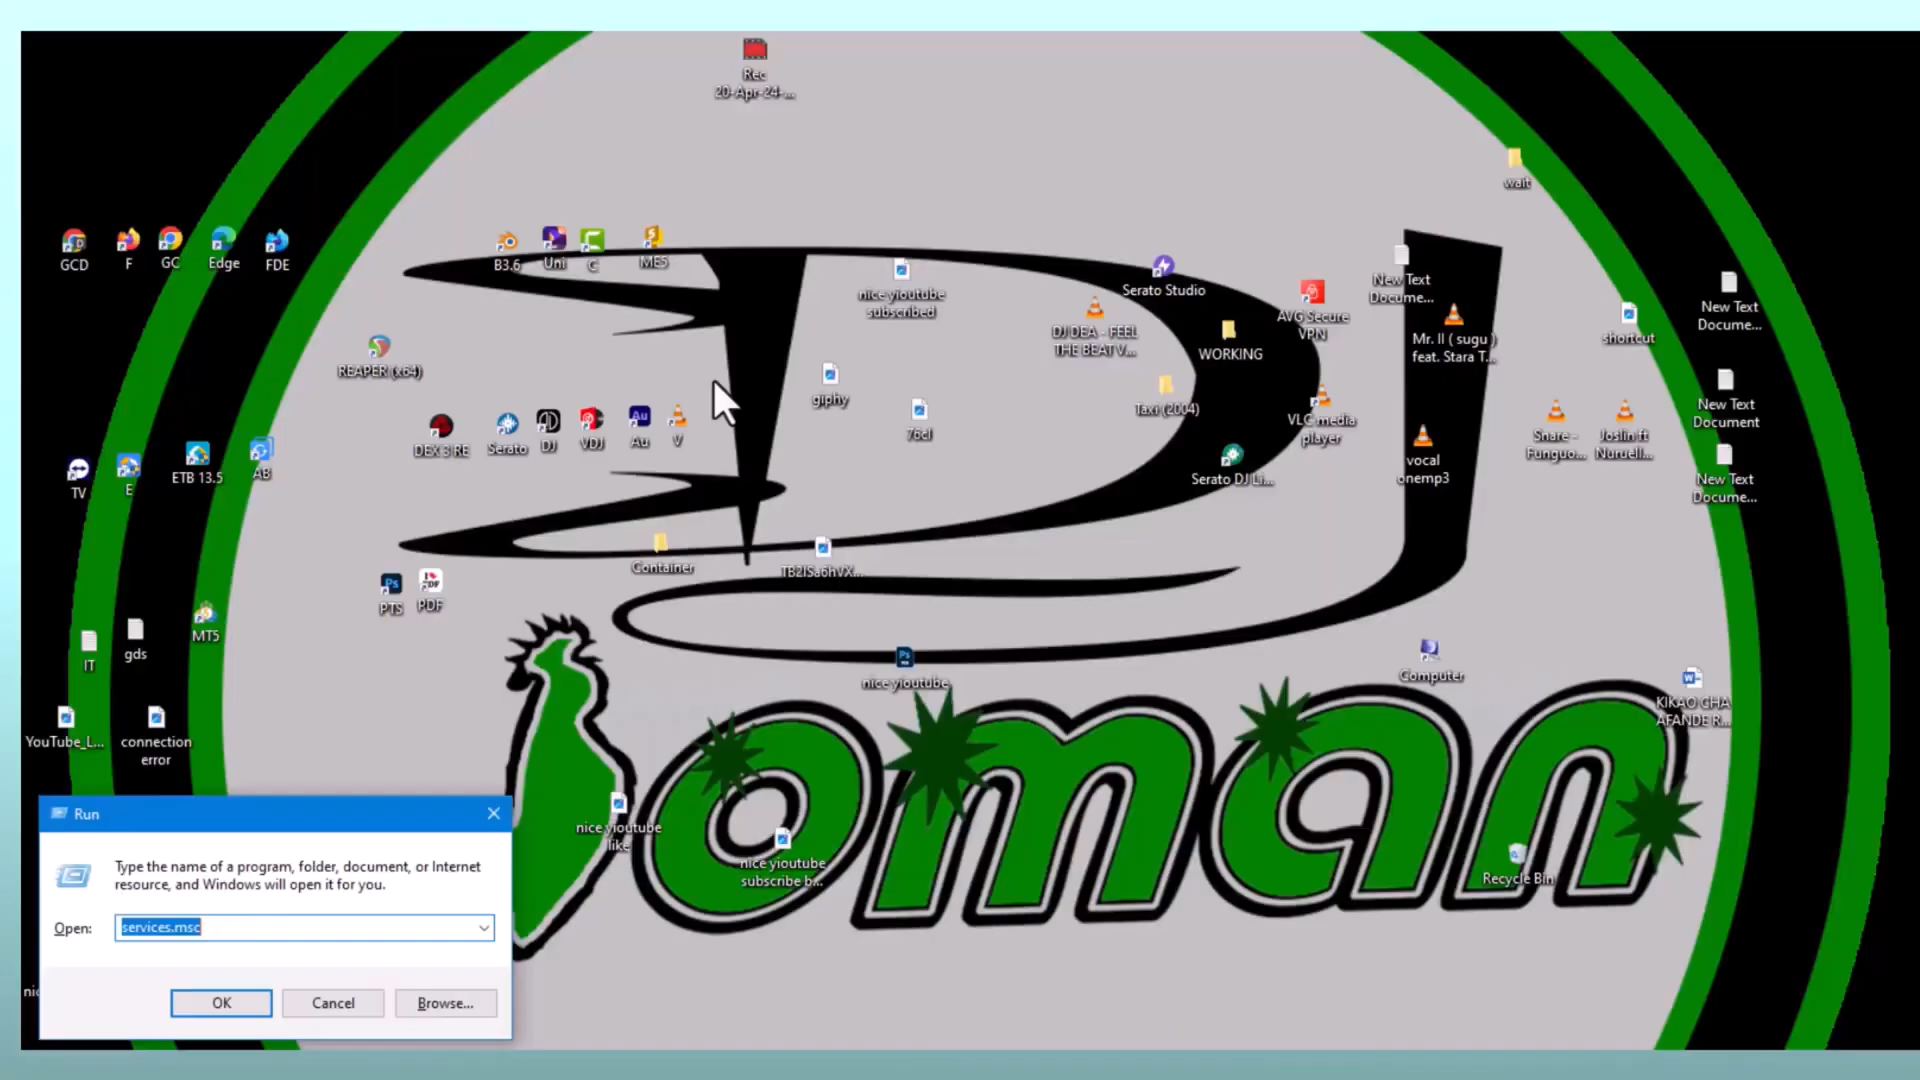 Rec
20-Apr-24-...
wait
GCD
F
GC
Edge
FDE
B3.6
Uni
C
ME5
nice yioutube
subscribed
Serato Studio
New Text
Docume...
New Text
Docume...
AVG Secure
VPN
DJ DEA - FEEL
THE BEAT V...
WORKING
Mr. II ( sugu )
feat. Stara T...
shortcut
REAPER (x64)
giphy
Taxi (2004)
New Text
Document
VLC media
player
DEX 3 RE
Serato
DJ
VDJ
Au
V
76cl
Snare -
Funguo...
Joslin ft
Nuruell...
TV
E
ETB 13.5
AB
Serato DJ Li...
vocal
onemp3
New Text
Docume...
Container
TB2ISa6hVX...
PTS
PDF
IT
gds
MT5
DJ
nice yioutube
Computer
KIKAO CHA
AFANDE R...
YouTube_L...
connection
error
oman
nice yioutube
like
nice yioutube
subscribe b...
Recycle Bin
Run
Type the name of a program, folder, document, or Internet
resource, and Windows will open it for you.
Open:
services.msc
OK
Cancel
Browse...